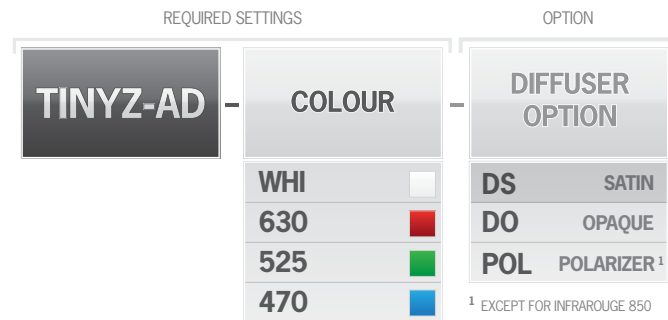 REQUIRED SETTINGS
OPTION
TINYZ-AD - COLOUR - DIFFUSER OPTION
WHI
630
525
470
DS SATIN
DO OPAQUE
POL POLARIZER ¹
¹ EXCEPT FOR INFRAROUGE 850